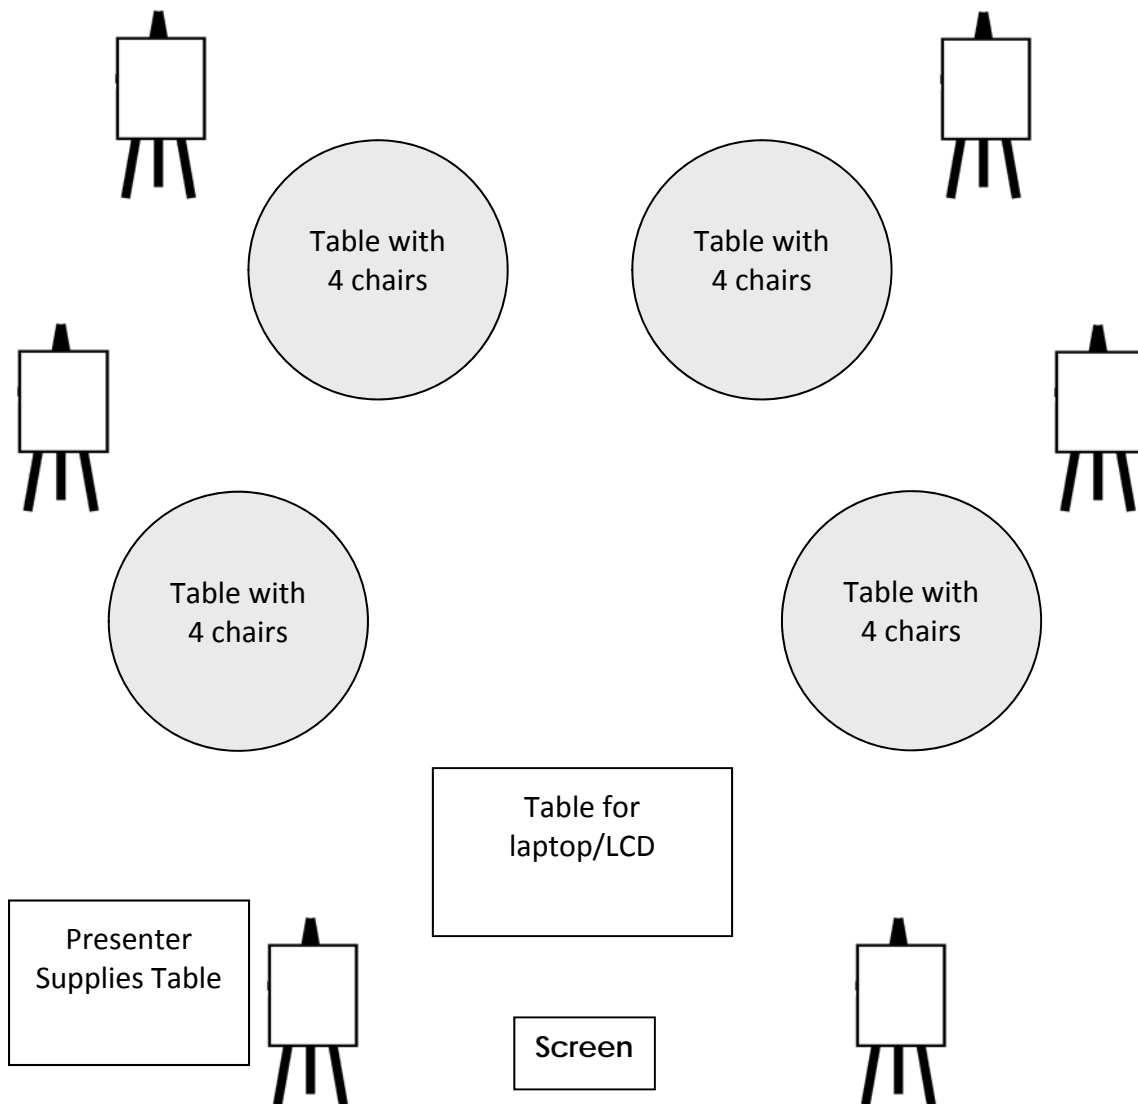 Table with
4 chairs
Table with
4 chairs
Table with
4 chairs
Table with
4 chairs
Table for
laptop/LCD
Presenter
Supplies Table
Screen